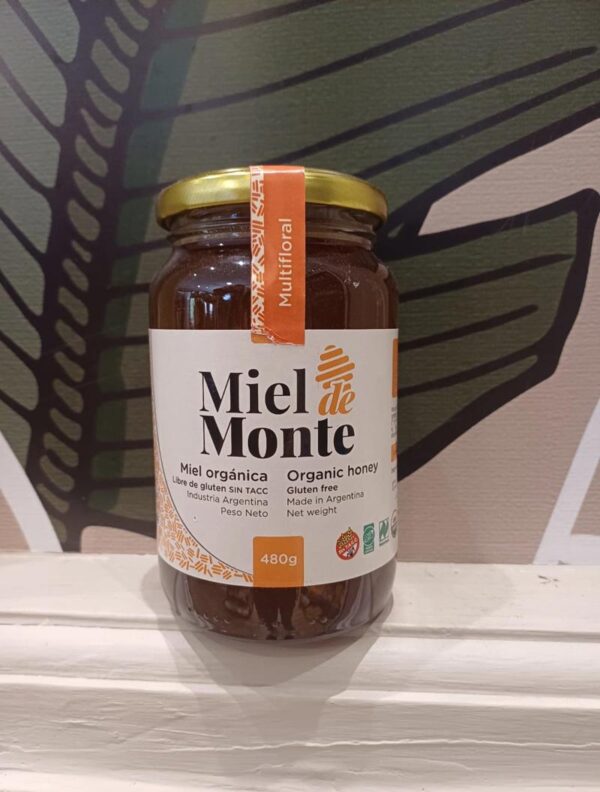 Multifloral
Miel de
Monte
Miel orgánica
Libre de gluten SIN TACC
Industria Argentina
Peso Neto
Organic honey
Gluten free
Made in Argentina
Net weight
480g